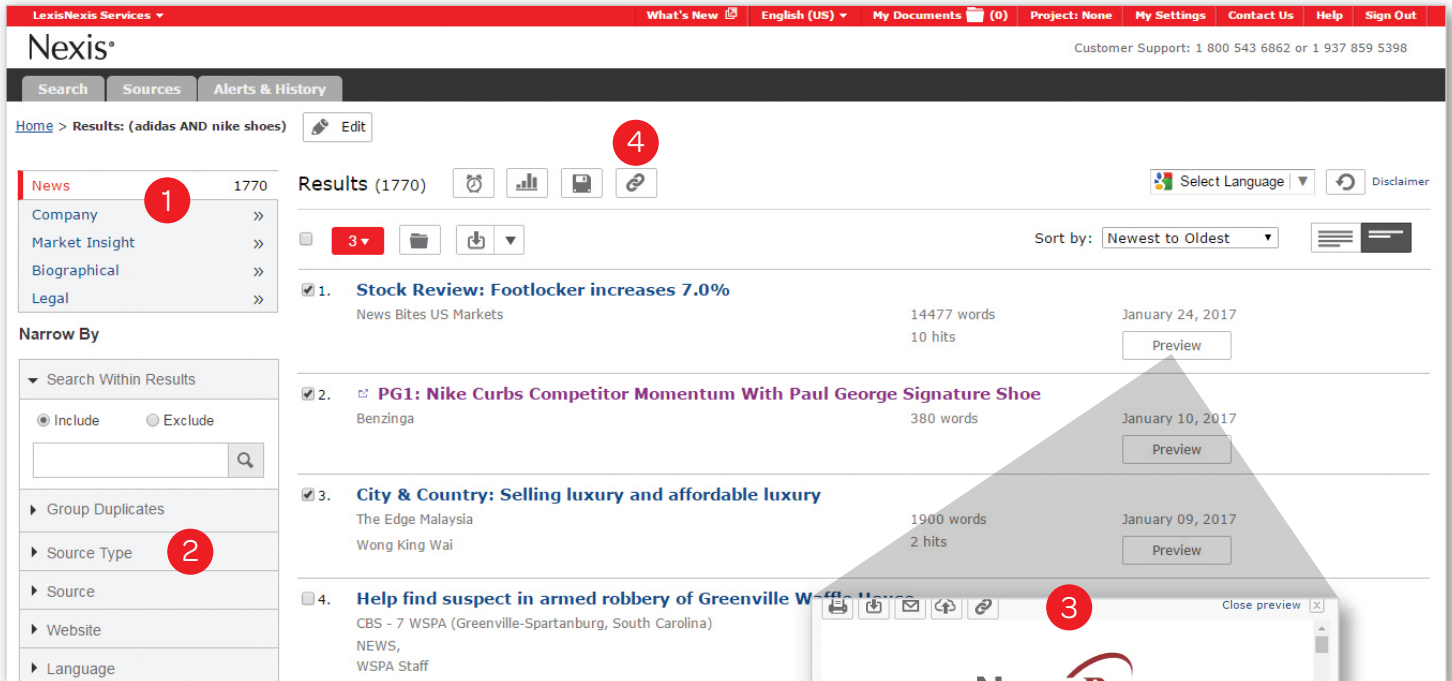 LexisNexis Services ▾ What's New English (US) ▾ My Documents (0) Project: None My Settings Contact Us Help Sign Out
Nexis®
Customer Support: 1 800 543 6862 or 1 937 859 5398
Search Sources Alerts & History
Home > Results: (adidas AND nike shoes) Edit
4
News 1770
1
Company »
Market Insight »
Biographical »
Legal »
Narrow By
Search Within Results
Include Exclude
Group Duplicates
Source Type
2
Source
Website
Language
Results (1770) Select Language ▼ Disclaimer
3 ▾ Sort by: Newest to Oldest ▼
1. Stock Review: Footlocker increases 7.0%
News Bites US Markets 14477 words January 24, 2017
10 hits Preview
2. PG1: Nike Curbs Competitor Momentum With Paul George Signature Shoe
Benzinga 380 words January 10, 2017
Preview
3. City & Country: Selling luxury and affordable luxury
The Edge Malaysia 1900 words January 09, 2017
Wong King Wai 2 hits Preview
4. Help find suspect in armed robbery of Greenville Waffle House
CBS - 7 WSPA (Greenville-Spartanburg, South Carolina)
NEWS,
WSPA Staff
3 Close preview x